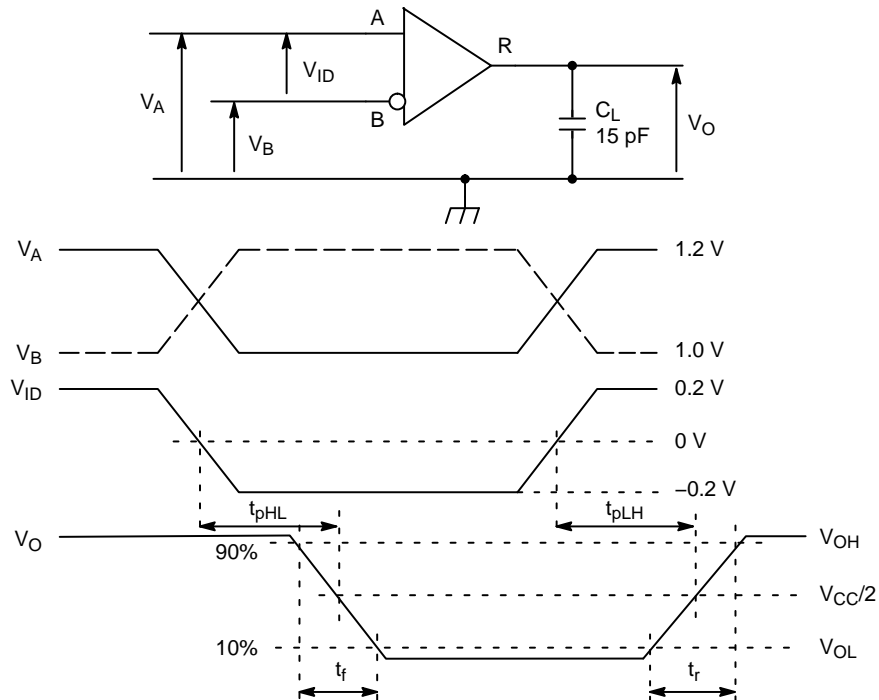 A
R
V_ID
V_A
B
C_L
15 pF
V_O
V_B
V_A
1.2 V
V_B
1.0 V
V_ID
0.2 V
0 V
–0.2 V
t_pHL
t_pLH
V_O
V_OH
90%
V_CC/2
10%
V_OL
t_f
t_r